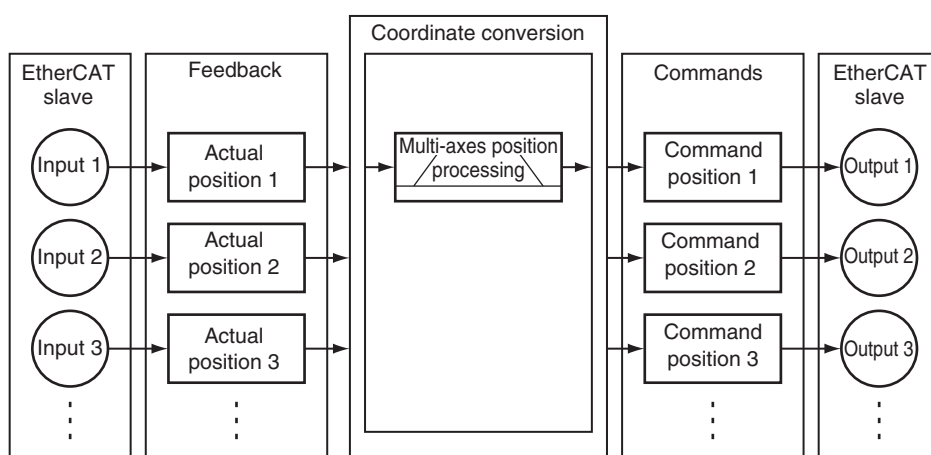 Coordinate conversion
EtherCAT
slave
Feedback
Commands
EtherCAT
slave
Input 1
Actual
position 1
Multi-axes position
processing
Command
position 1
Output 1
Input 2
Actual
position 2
Command
position 2
Output 2
Input 3
Actual
position 3
Command
position 3
Output 3